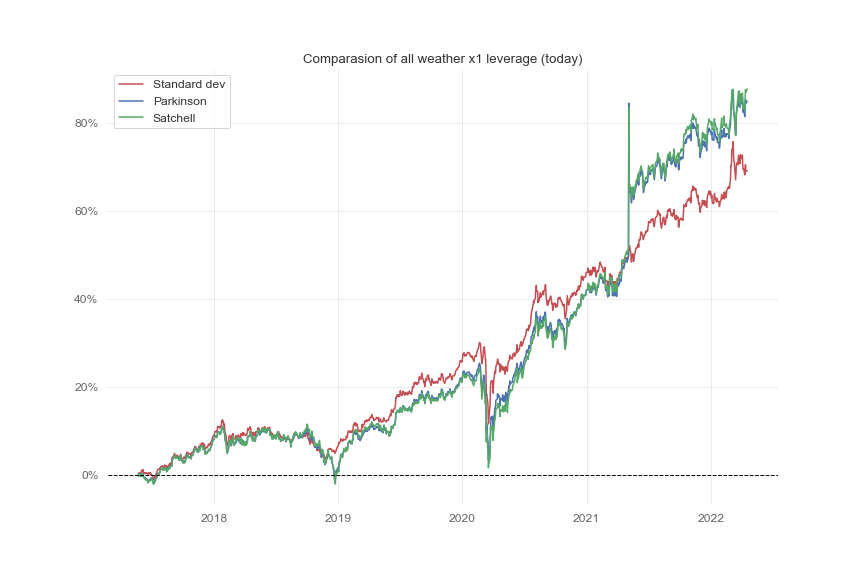 Comparasion of all weather x1 leverage (today)
Standard dev
Parkinson
Satchell
80%
60%
40%
20%
0%
2018 2019 2020 2021 2022